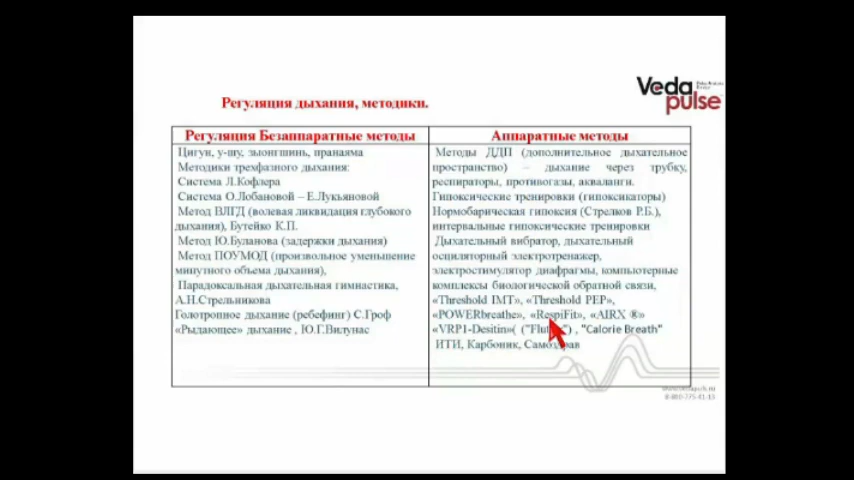 Veda
pulse
Регуляция дыхания, методики.
Регуляция Безаппаратные методы
Цигун, у-шу, зыонгшинь, пранаяма
Методики трехфазного дыхания:
Система Л.Кофлера
Система О.Лобановой – Е.Лукьяновой
Метод ВЛГД (волевая ликвидация глубокого
дыхания), Бутейко К.П.
Метод Ю.Буланова (задержки дыхания)
Метод ПОУМОД (произвольное уменьшение
минутного объема дыхания),
Парадоксальная дыхательная гимнастика,
А.Н.Стрельникова
Голотропное дыхание (ребефинг) С.Гроф
«Рыдающее» дыхание , Ю.Г.Вилунас
Аппаратные методы
Методы ДДП (дополнительное дыхательное
пространство) – дыхание через трубку,
респираторы, противогазы, акваланги.
Гипоксические тренировки (гипоксикаторы)
Нормобарическая гипоксия (Стрелков Р.Б.),
интервальные гипоксические тренировки
Дыхательный вибратор, дыхательный
осциляторный электротренажер,
электростимулятор диафрагмы, компьютерные
комплексы биологической обратной связи,
«Threshold IMT», «Threshold PEP»,
«POWERbreathe», «RespiFit», «AIRX ®»
«VRP1-Desitin»( , "Calorie Breath"
ИТИ, Карбоник, Самоздрав